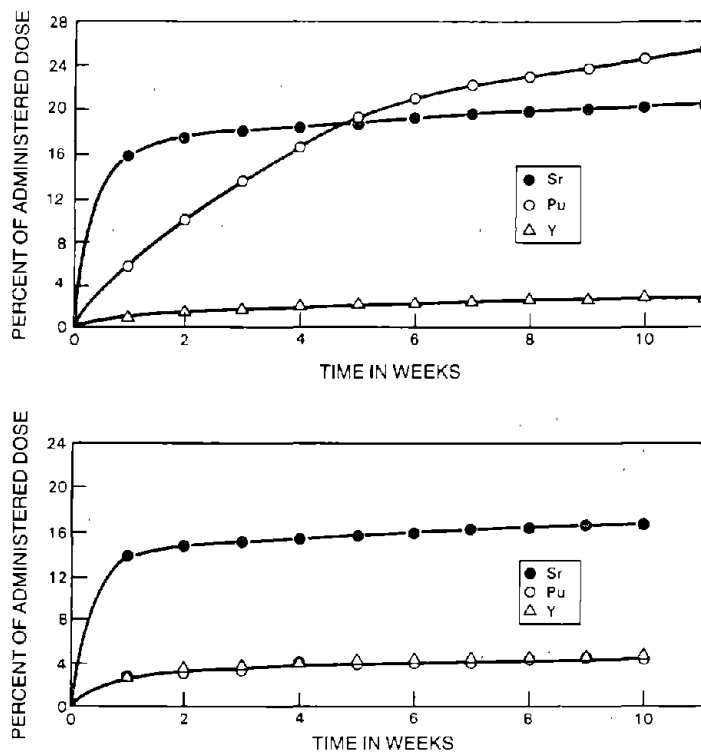 PERCENT OF ADMINISTERED DOSE
28
24
20
16
12
8
4
0
Sr
Pu
Y
0 2 4 6 8 10
TIME IN WEEKS
PERCENT OF ADMINISTERED DOSE
24
20
16
12
8
4
0
Sr
Pu
Y
0 2 4 6 8 10
TIME IN WEEKS